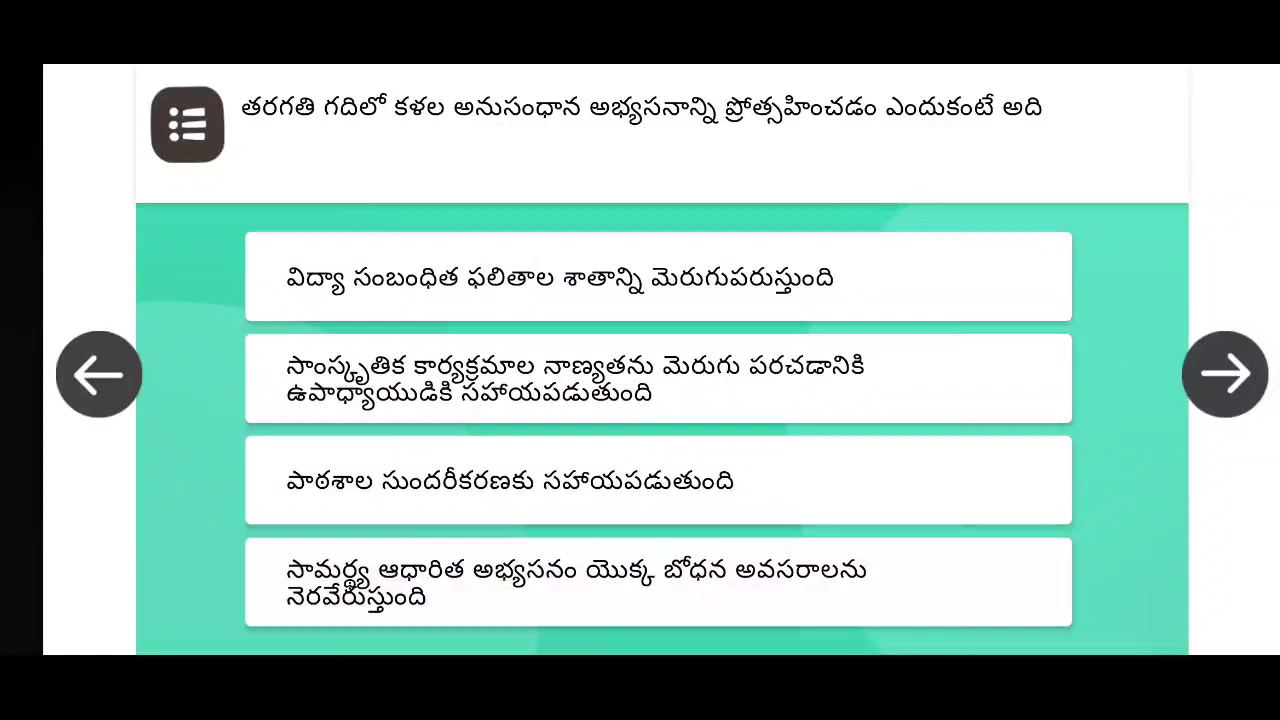 తరగతి గదిలో కళల అనుసంధాన అభ్యసనాన్ని ప్రోత్సహించడం ఎందుకంటే అది
విద్యా సంబంధిత ఫలితాల శాతాన్ని మెరుగుపరుస్తుంది
సాంస్కృతిక కార్యక్రమాల నాణ్యతను మెరుగు పరచడానికి
ఉపాధ్యాయుడికి సహాయపడుతుంది
పాఠశాల సుందరీకరణకు సహాయపడుతుంది
సామర్థ్య ఆధారిత అభ్యసనం యొక్క బోధన అవసరాలను
నెరవేరుస్తుంది